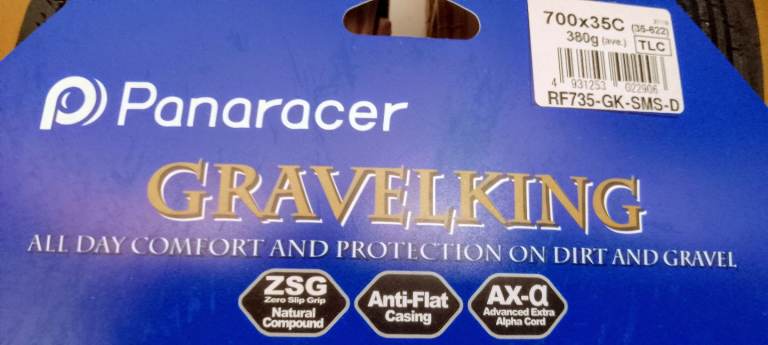 700x35C (35-622)
380g (ave.) TLC
4 931253 022906
RF735-GK-SMS-D
Panaracer
GRAVELKING
ALL DAY COMFORT AND PROTECTION ON DIRT AND GRAVEL
ZSG
Zero Slip Grip
Natural
Compound
Anti-Flat
Casing
AX-α
Advanced Extra
Alpha Cord